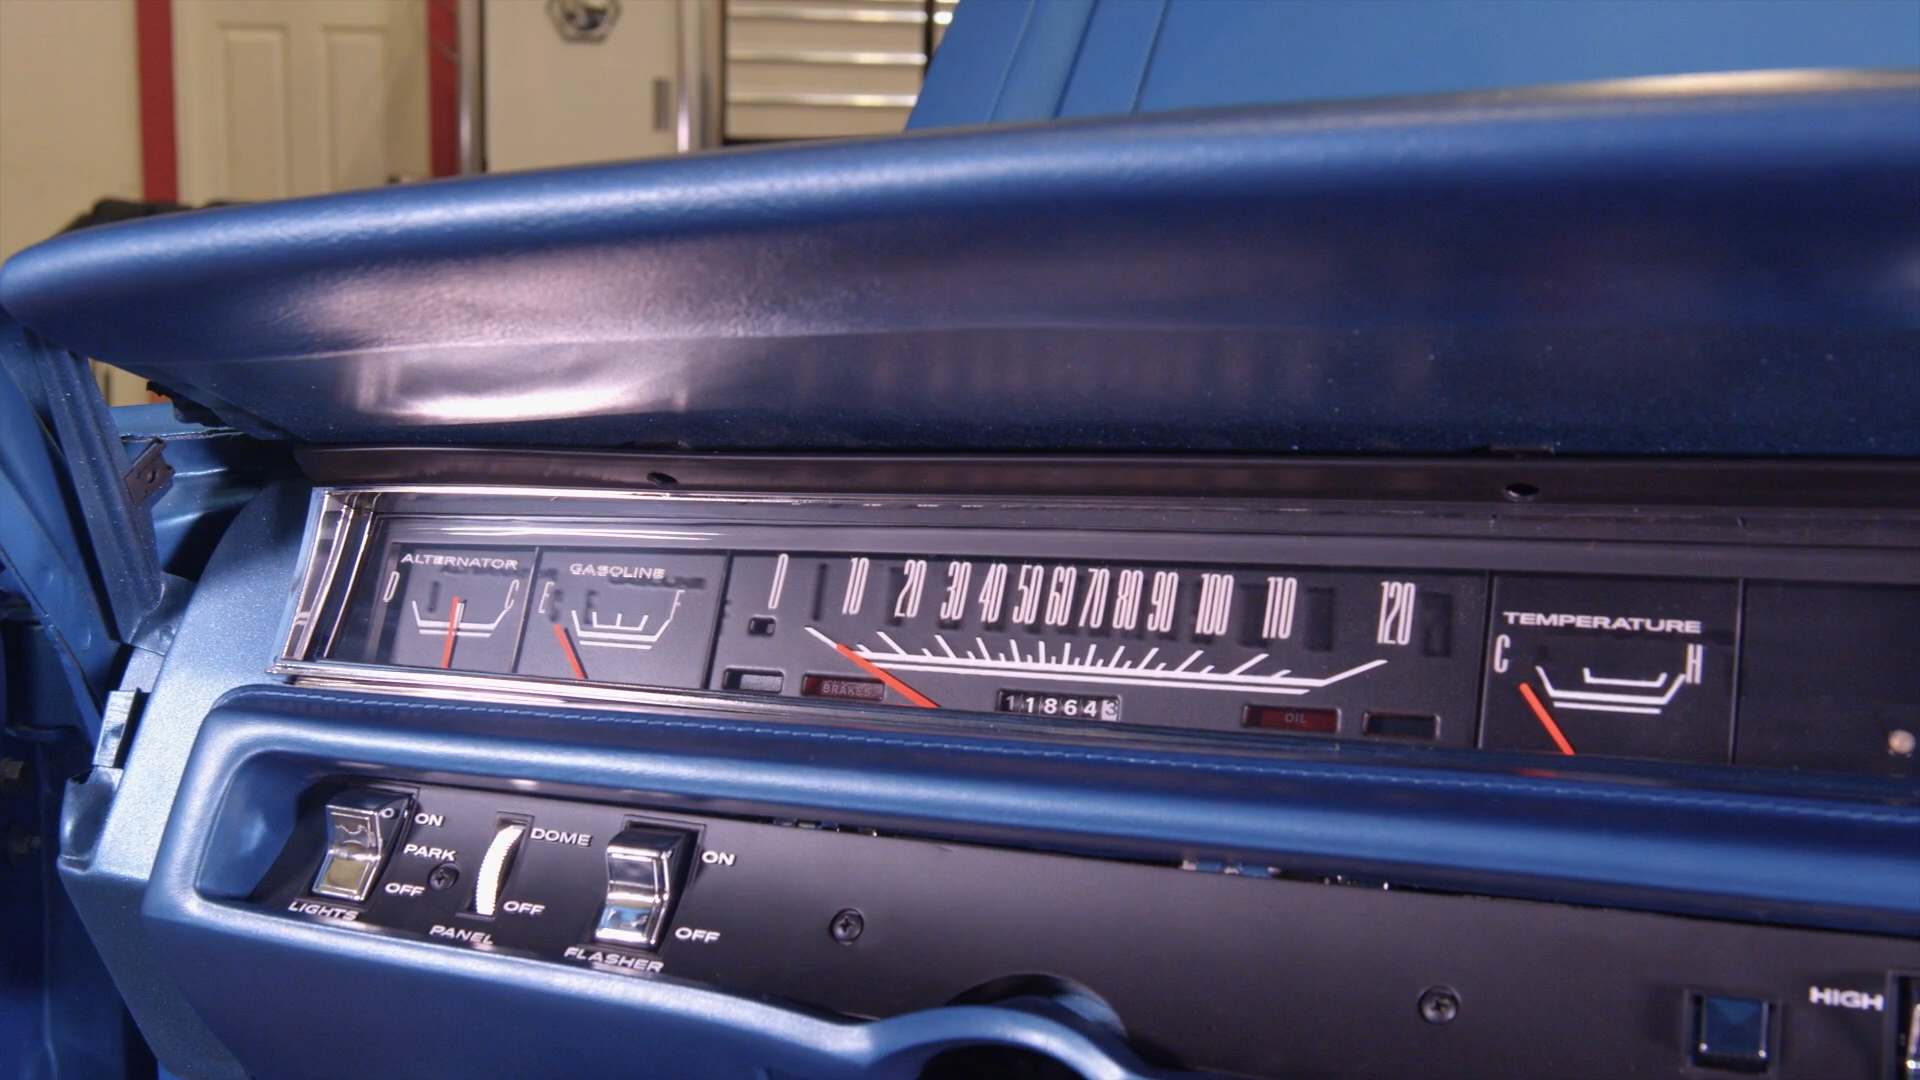 ALTERNATOR
D C
GASOLINE
E F
0 10 20 30 40 50 60 70 80 90 100 110 120
BRAKES
118643
OIL
TEMPERATURE
C H
ON
PARK
OFF
LIGHTS
DOME
OFF
PANEL
ON
OFF
FLASHER
HIGH